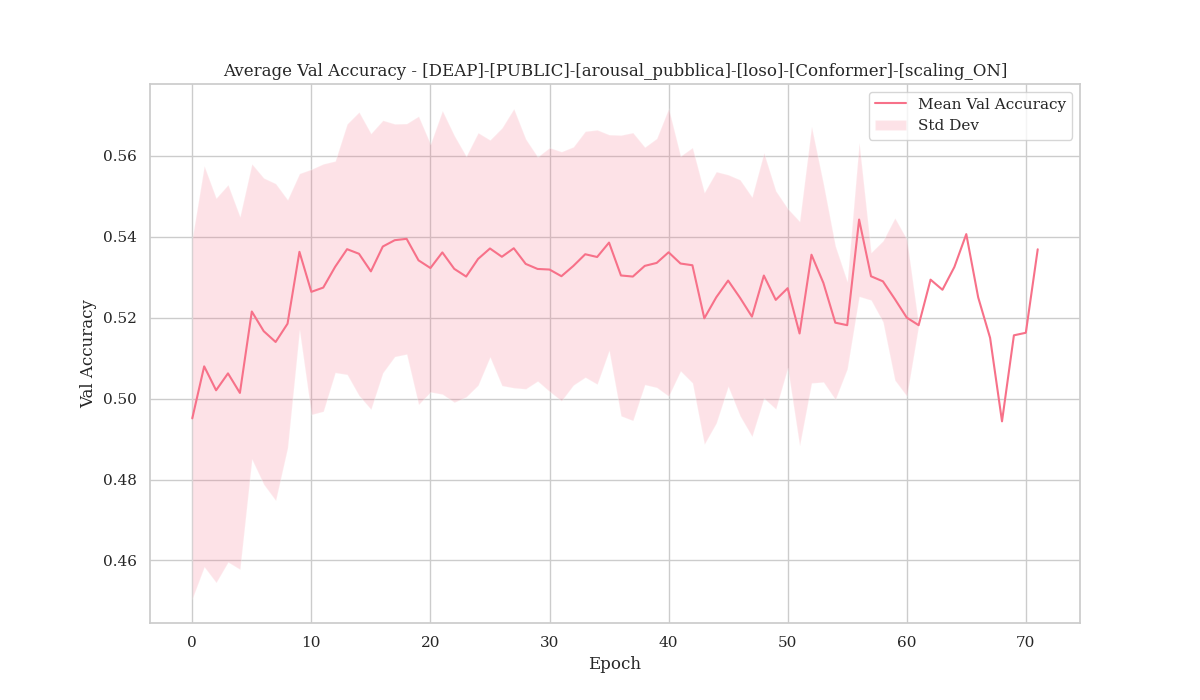 Average Val Accuracy - [DEAP]-[PUBLIC]-[arousal_pubblica]-[loso]-[Conformer]-[scaling_ON]
Mean Val Accuracy
Std Dev
Val Accuracy
0.56
0.54
0.52
0.50
0.48
0.46
0 10 20 30 40 50 60 70
Epoch